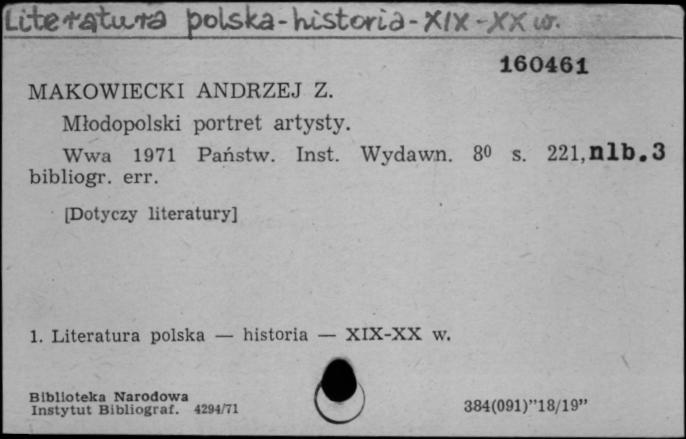 Literatura polska-historia-XIX-XX w.
160461
MAKOWIECKI ANDRZEJ Z.
Młodopolski portret artysty.
Wwa 1971 Państw. Inst. Wydawn. 8⁰ s. 221, nlb. 3
bibliogr. err.
[Dotyczy literatury]
1. Literatura polska — historia — XIX-XX w.
Biblioteka Narodowa
Instytut Bibliograf. 4294/71
384(091)"18/19"